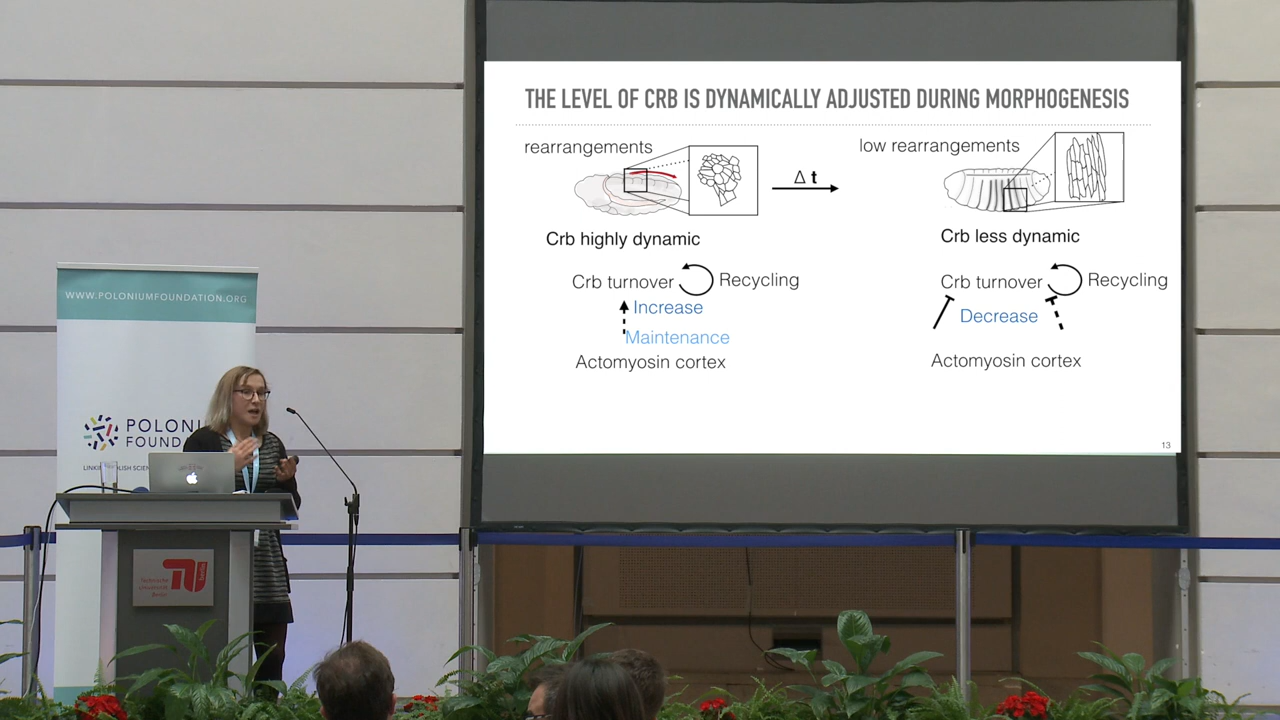 THE LEVEL OF CRB IS DYNAMICALLY ADJUSTED DURING MORPHOGENESIS
rearrangements
Δ t
low rearrangements
Crb highly dynamic
Crb less dynamic
Crb turnover
Recycling
Increase
Maintenance
Actomyosin cortex
Crb turnover
Recycling
Decrease
Actomyosin cortex
13
WWW.POLONIUMFOUNDATION.ORG
POLONI
FOUND